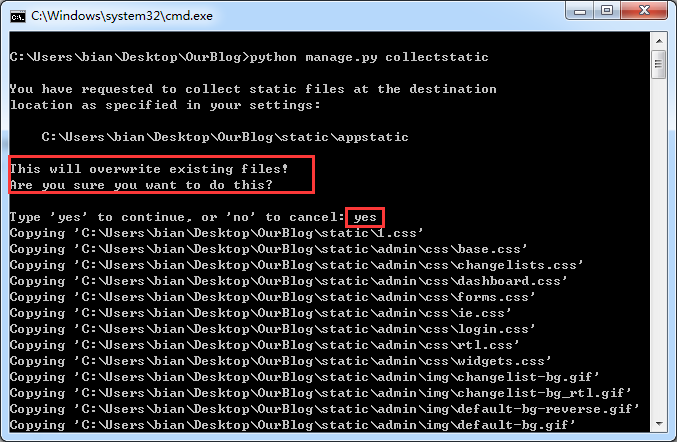 C:\Windows\system32\cmd.exe
C:\Users\bian\Desktop\OurBlog>python manage.py collectstatic
You have requested to collect static files at the destination
location as specified in your settings:
C:\Users\bian\Desktop\OurBlog\static\appstatic
This will overwrite existing files!
Are you sure you want to do this?
Type 'yes' to continue, or 'no' to cancel: yes
Copying 'C:\Users\bian\Desktop\OurBlog\static\1.css'
Copying 'C:\Users\bian\Desktop\OurBlog\static\admin\css\base.css'
Copying 'C:\Users\bian\Desktop\OurBlog\static\admin\css\changelists.css'
Copying 'C:\Users\bian\Desktop\OurBlog\static\admin\css\dashboard.css'
Copying 'C:\Users\bian\Desktop\OurBlog\static\admin\css\forms.css'
Copying 'C:\Users\bian\Desktop\OurBlog\static\admin\css\ie.css'
Copying 'C:\Users\bian\Desktop\OurBlog\static\admin\css\login.css'
Copying 'C:\Users\bian\Desktop\OurBlog\static\admin\css\rtl.css'
Copying 'C:\Users\bian\Desktop\OurBlog\static\admin\css\widgets.css'
Copying 'C:\Users\bian\Desktop\OurBlog\static\admin\img\changelist-bg.gif'
Copying 'C:\Users\bian\Desktop\OurBlog\static\admin\img\changelist-bg_rtl.gif'
Copying 'C:\Users\bian\Desktop\OurBlog\static\admin\img\default-bg-reverse.gif'
Copying 'C:\Users\bian\Desktop\OurBlog\static\admin\img\default-bg.gif'